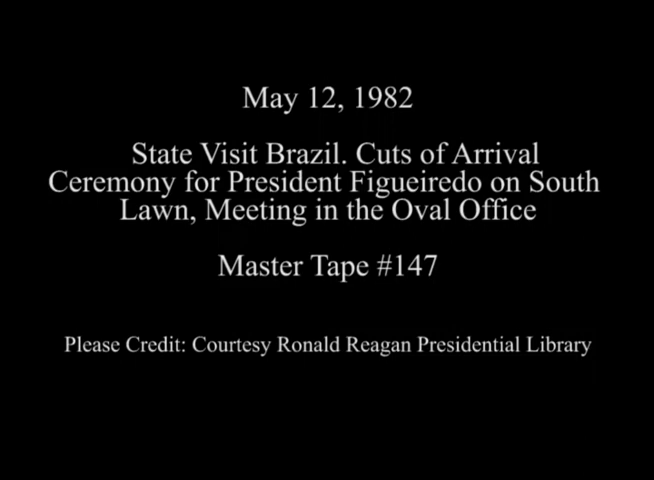 May 12, 1982
State Visit Brazil. Cuts of Arrival
Ceremony for President Figueiredo on South
Lawn, Meeting in the Oval Office
Master Tape #147
Please Credit: Courtesy Ronald Reagan Presidential Library